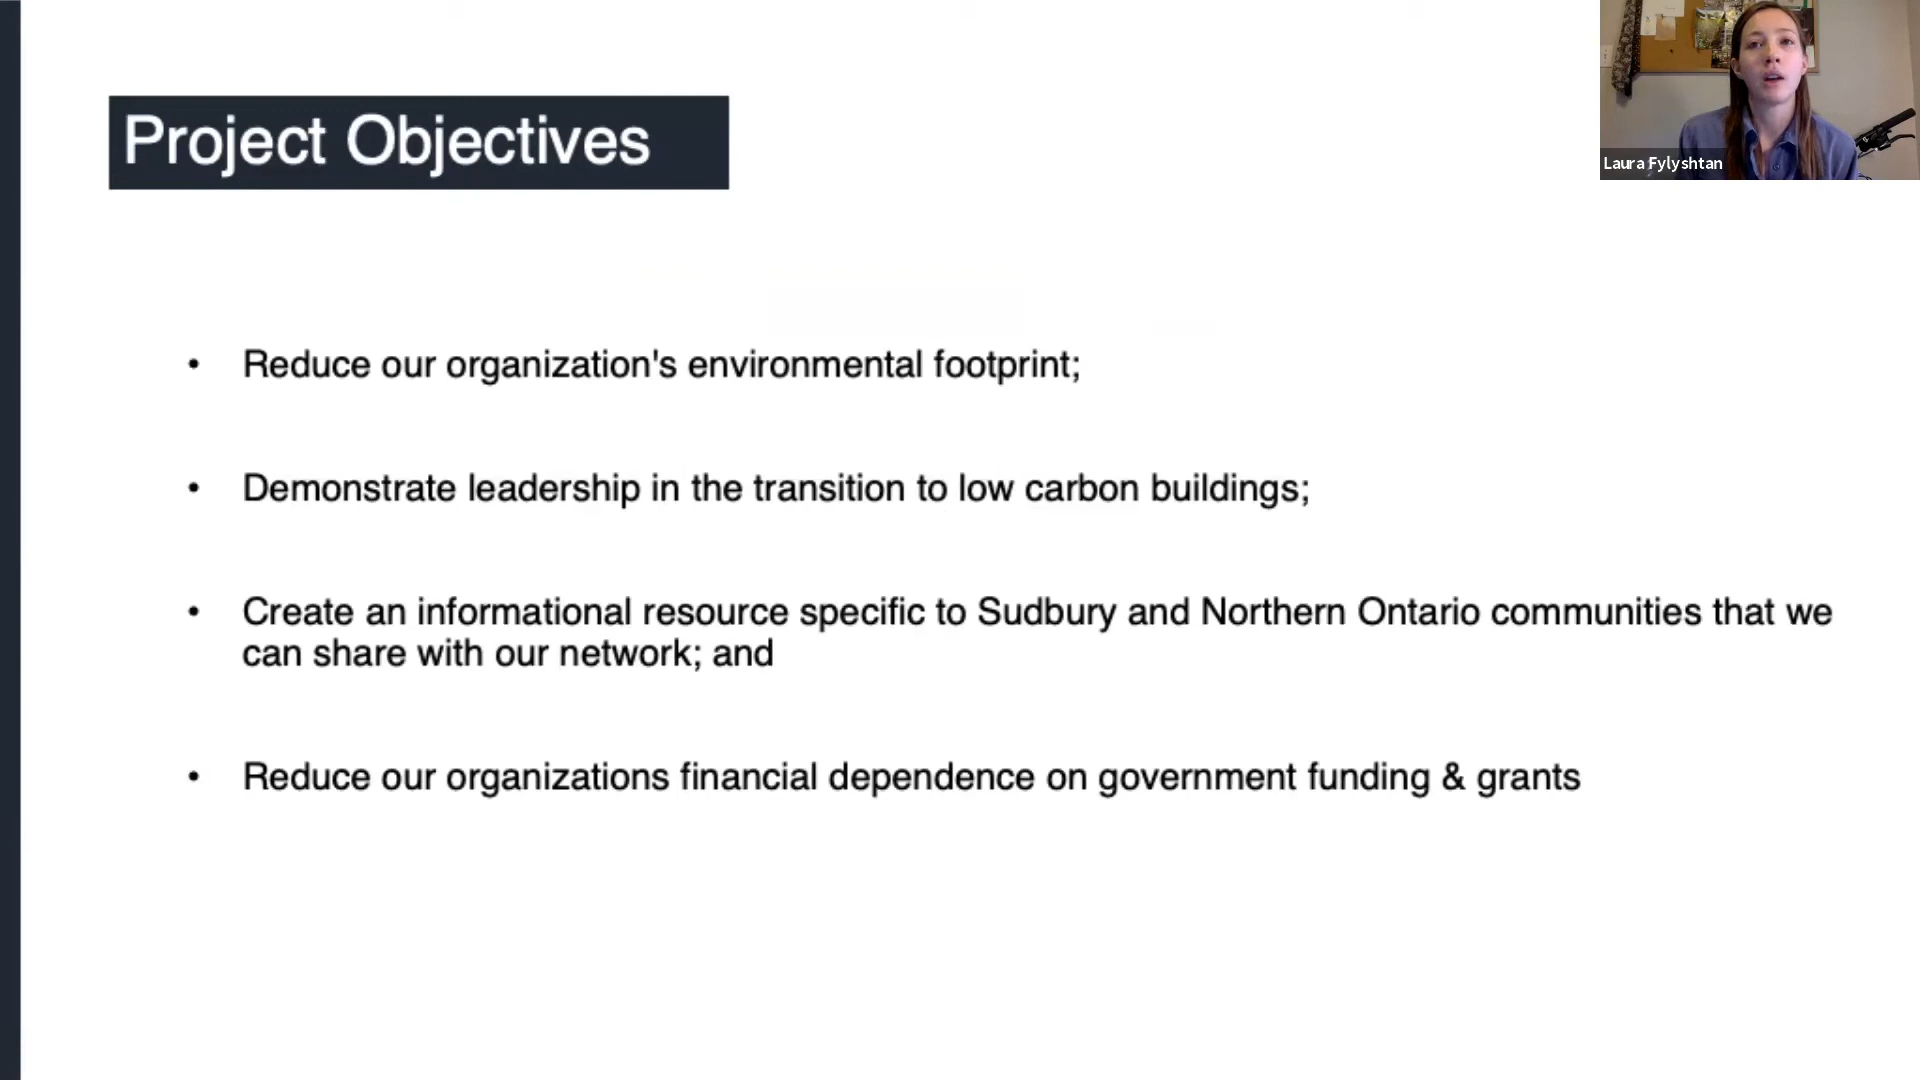 Project Objectives
Laura Fylyshtan
• Reduce our organization's environmental footprint;
• Demonstrate leadership in the transition to low carbon buildings;
• Create an informational resource specific to Sudbury and Northern Ontario communities that we
can share with our network; and
• Reduce our organizations financial dependence on government funding & grants